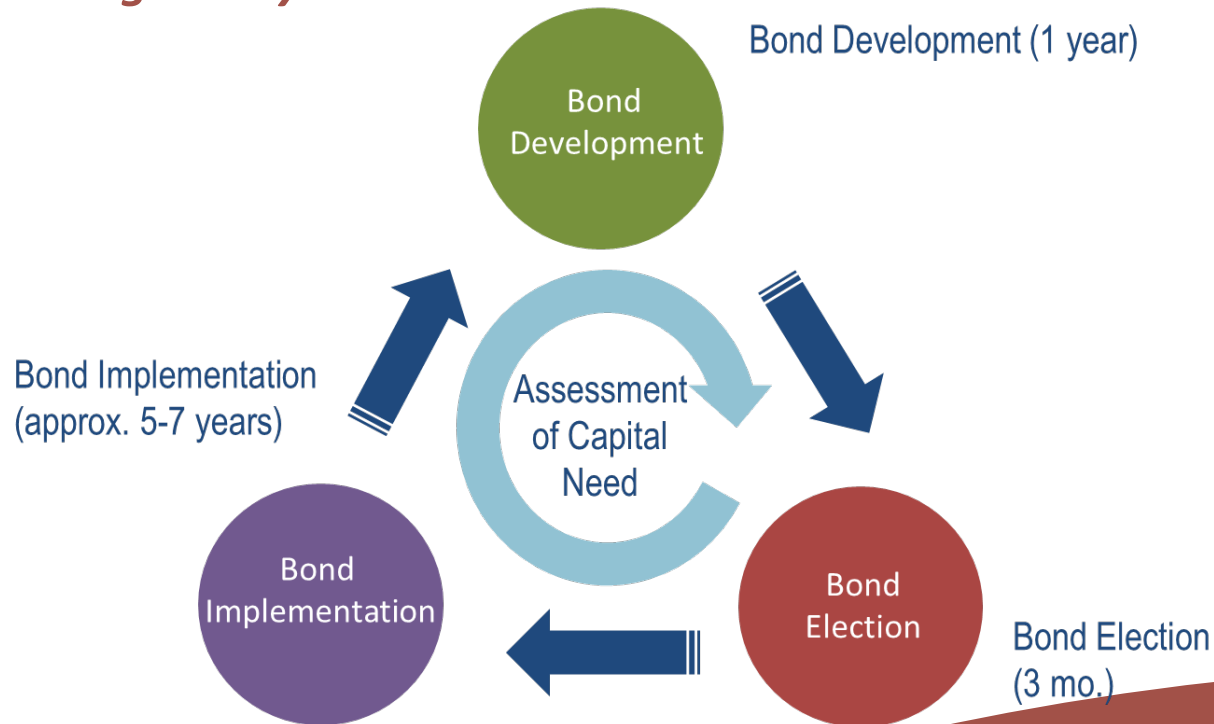 Bond Development (1 year)
Bond
Development
Bond Implementation
(approx. 5-7 years)
Assessment
of Capital
Need
Bond
Implementation
Bond
Election
Bond Election
(3 mo.)